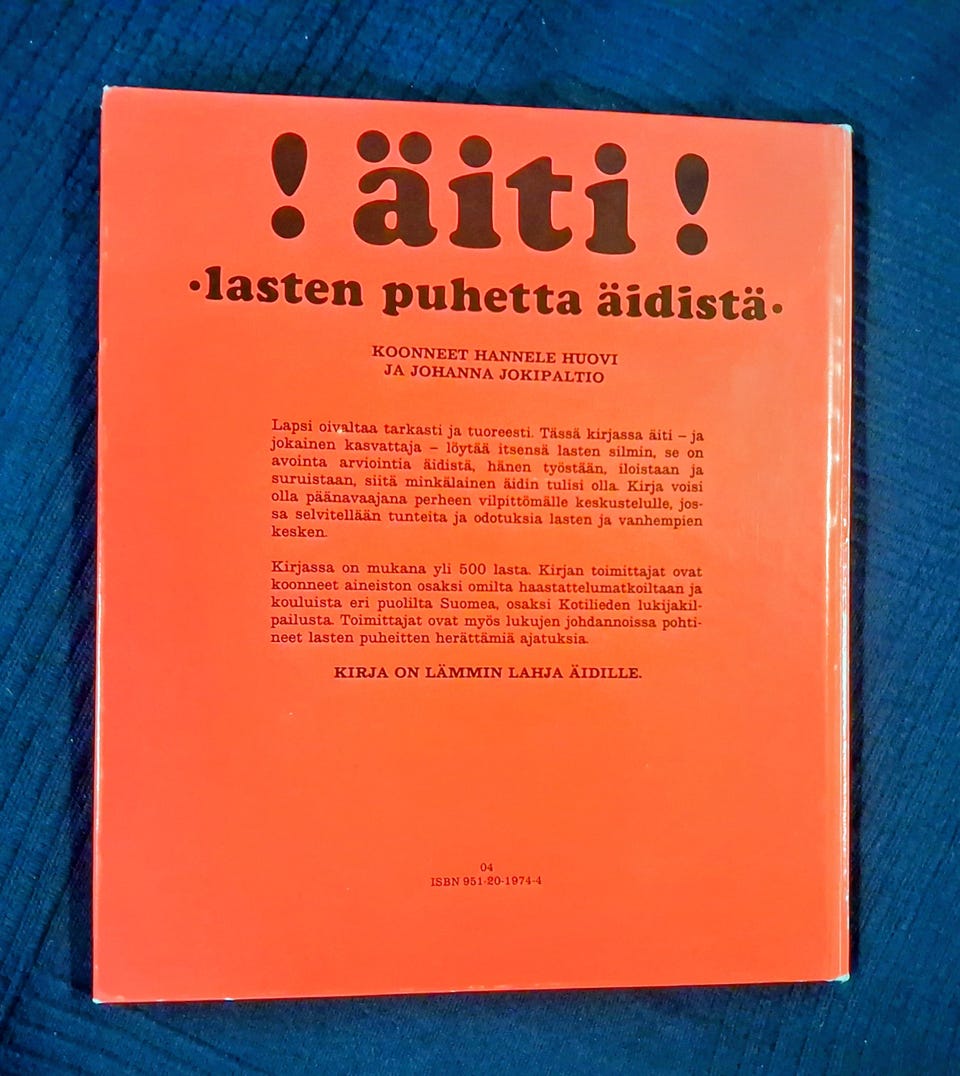 ! äiti !
·lasten puhetta äidistä·
KOONNEET HANNELE HUOVI
JA JOHANNA JOKIPALTIO
Lapsi oivaltaa tarkasti ja tuoreesti. Tässä kirjassa äiti – ja
jokainen kasvattaja – löytää itsensä lasten silmin, se on
avointa arviointia äidistä, hänen työstään, iloistaan ja
suruistaan, siitä minkälainen äidin tulisi olla. Kirja voisi
olla päänavaajana perheen vilpittömälle keskustelulle, jos-
sa selvitellään tunteita ja odotuksia lasten ja vanhempien
kesken.
Kirjassa on mukana yli 500 lasta. Kirjan toimittajat ovat
koonneet aineiston osaksi omilta haastattelumatkoiltaan ja
kouluista eri puolilta Suomea, osaksi Kotilieden lukijakil-
pailusta. Toimittajat ovat myös lukujen johdannoissa pohti-
neet lasten puheitten herättämiä ajatuksia.
KIRJA ON LÄMMIN LAHJA ÄIDILLE.
04
ISBN 951-20-1974-4